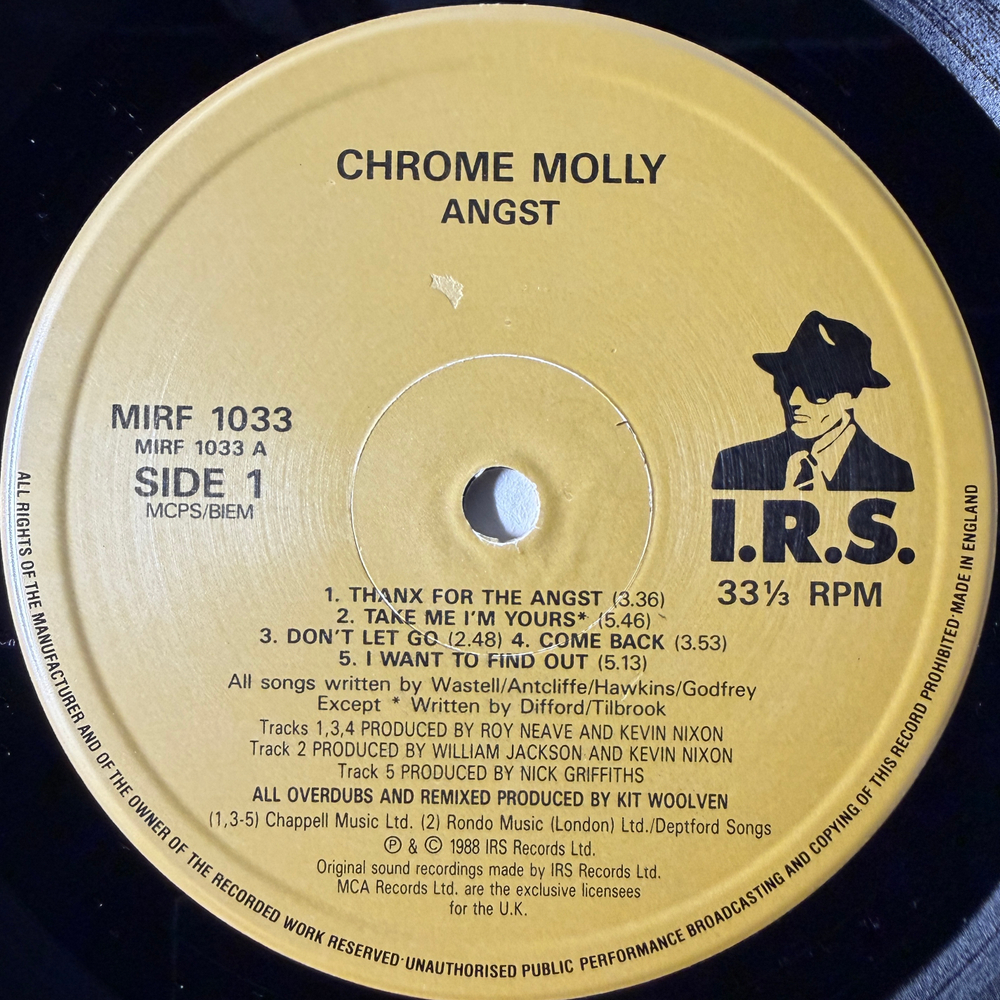 CHROME MOLLY
ANGST
MIRF 1033
MIRF 1033 A
SIDE 1
MCPS/BIEM
I.R.S.
33⅓ RPM
1. THANX FOR THE ANGST (3.36)
2. TAKE ME I'M YOURS* (5.46)
3. DON'T LET GO (2.48) 4. COME BACK (3.53)
5. I WANT TO FIND OUT (5.13)
All songs written by Wastell/Antcliffe/Hawkins/Godfrey
Except * Written by Difford/Tilbrook
Tracks 1,3,4 PRODUCED BY ROY NEAVE AND KEVIN NIXON
Track 2 PRODUCED BY WILLIAM JACKSON AND KEVIN NIXON
Track 5 PRODUCED BY NICK GRIFFITHS
ALL OVERDUBS AND REMIXED PRODUCED BY KIT WOOLVEN
(1,3-5) Chappell Music Ltd. (2) Rondo Music (London) Ltd./Deptford Songs
Ⓟ & © 1988 IRS Records Ltd.
Original sound recordings made by IRS Records Ltd.
MCA Records Ltd. are the exclusive licensees
for the U.K.
ALL RIGHTS OF THE MANUFACTURER AND OF THE OWNER OF THE RECORDED WORK RESERVED·UNAUTHORISED PUBLIC PERFORMANCE BROADCASTING AND COPYING OF THIS RECORD PROHIBITED·MADE IN ENGLAND